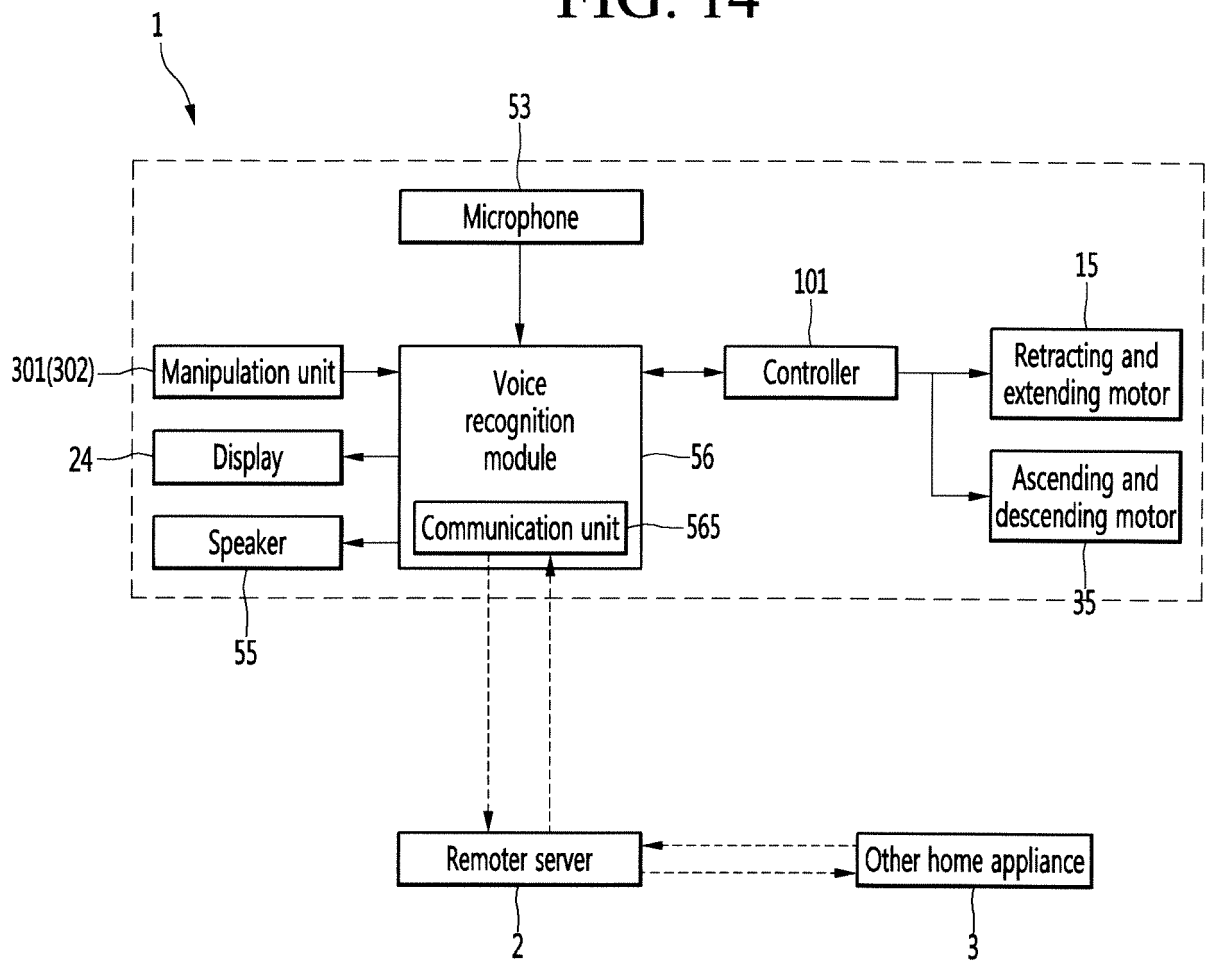 FIG. 14
1
53
Microphone
15
101
301(302)
Manipulation unit
Voice
recognition
module
Controller
Retracting and
extending motor
24
Display
56
Ascending and
descending motor
Speaker
Communication unit
565
55
35
Remoter server
Other home appliance
2
3